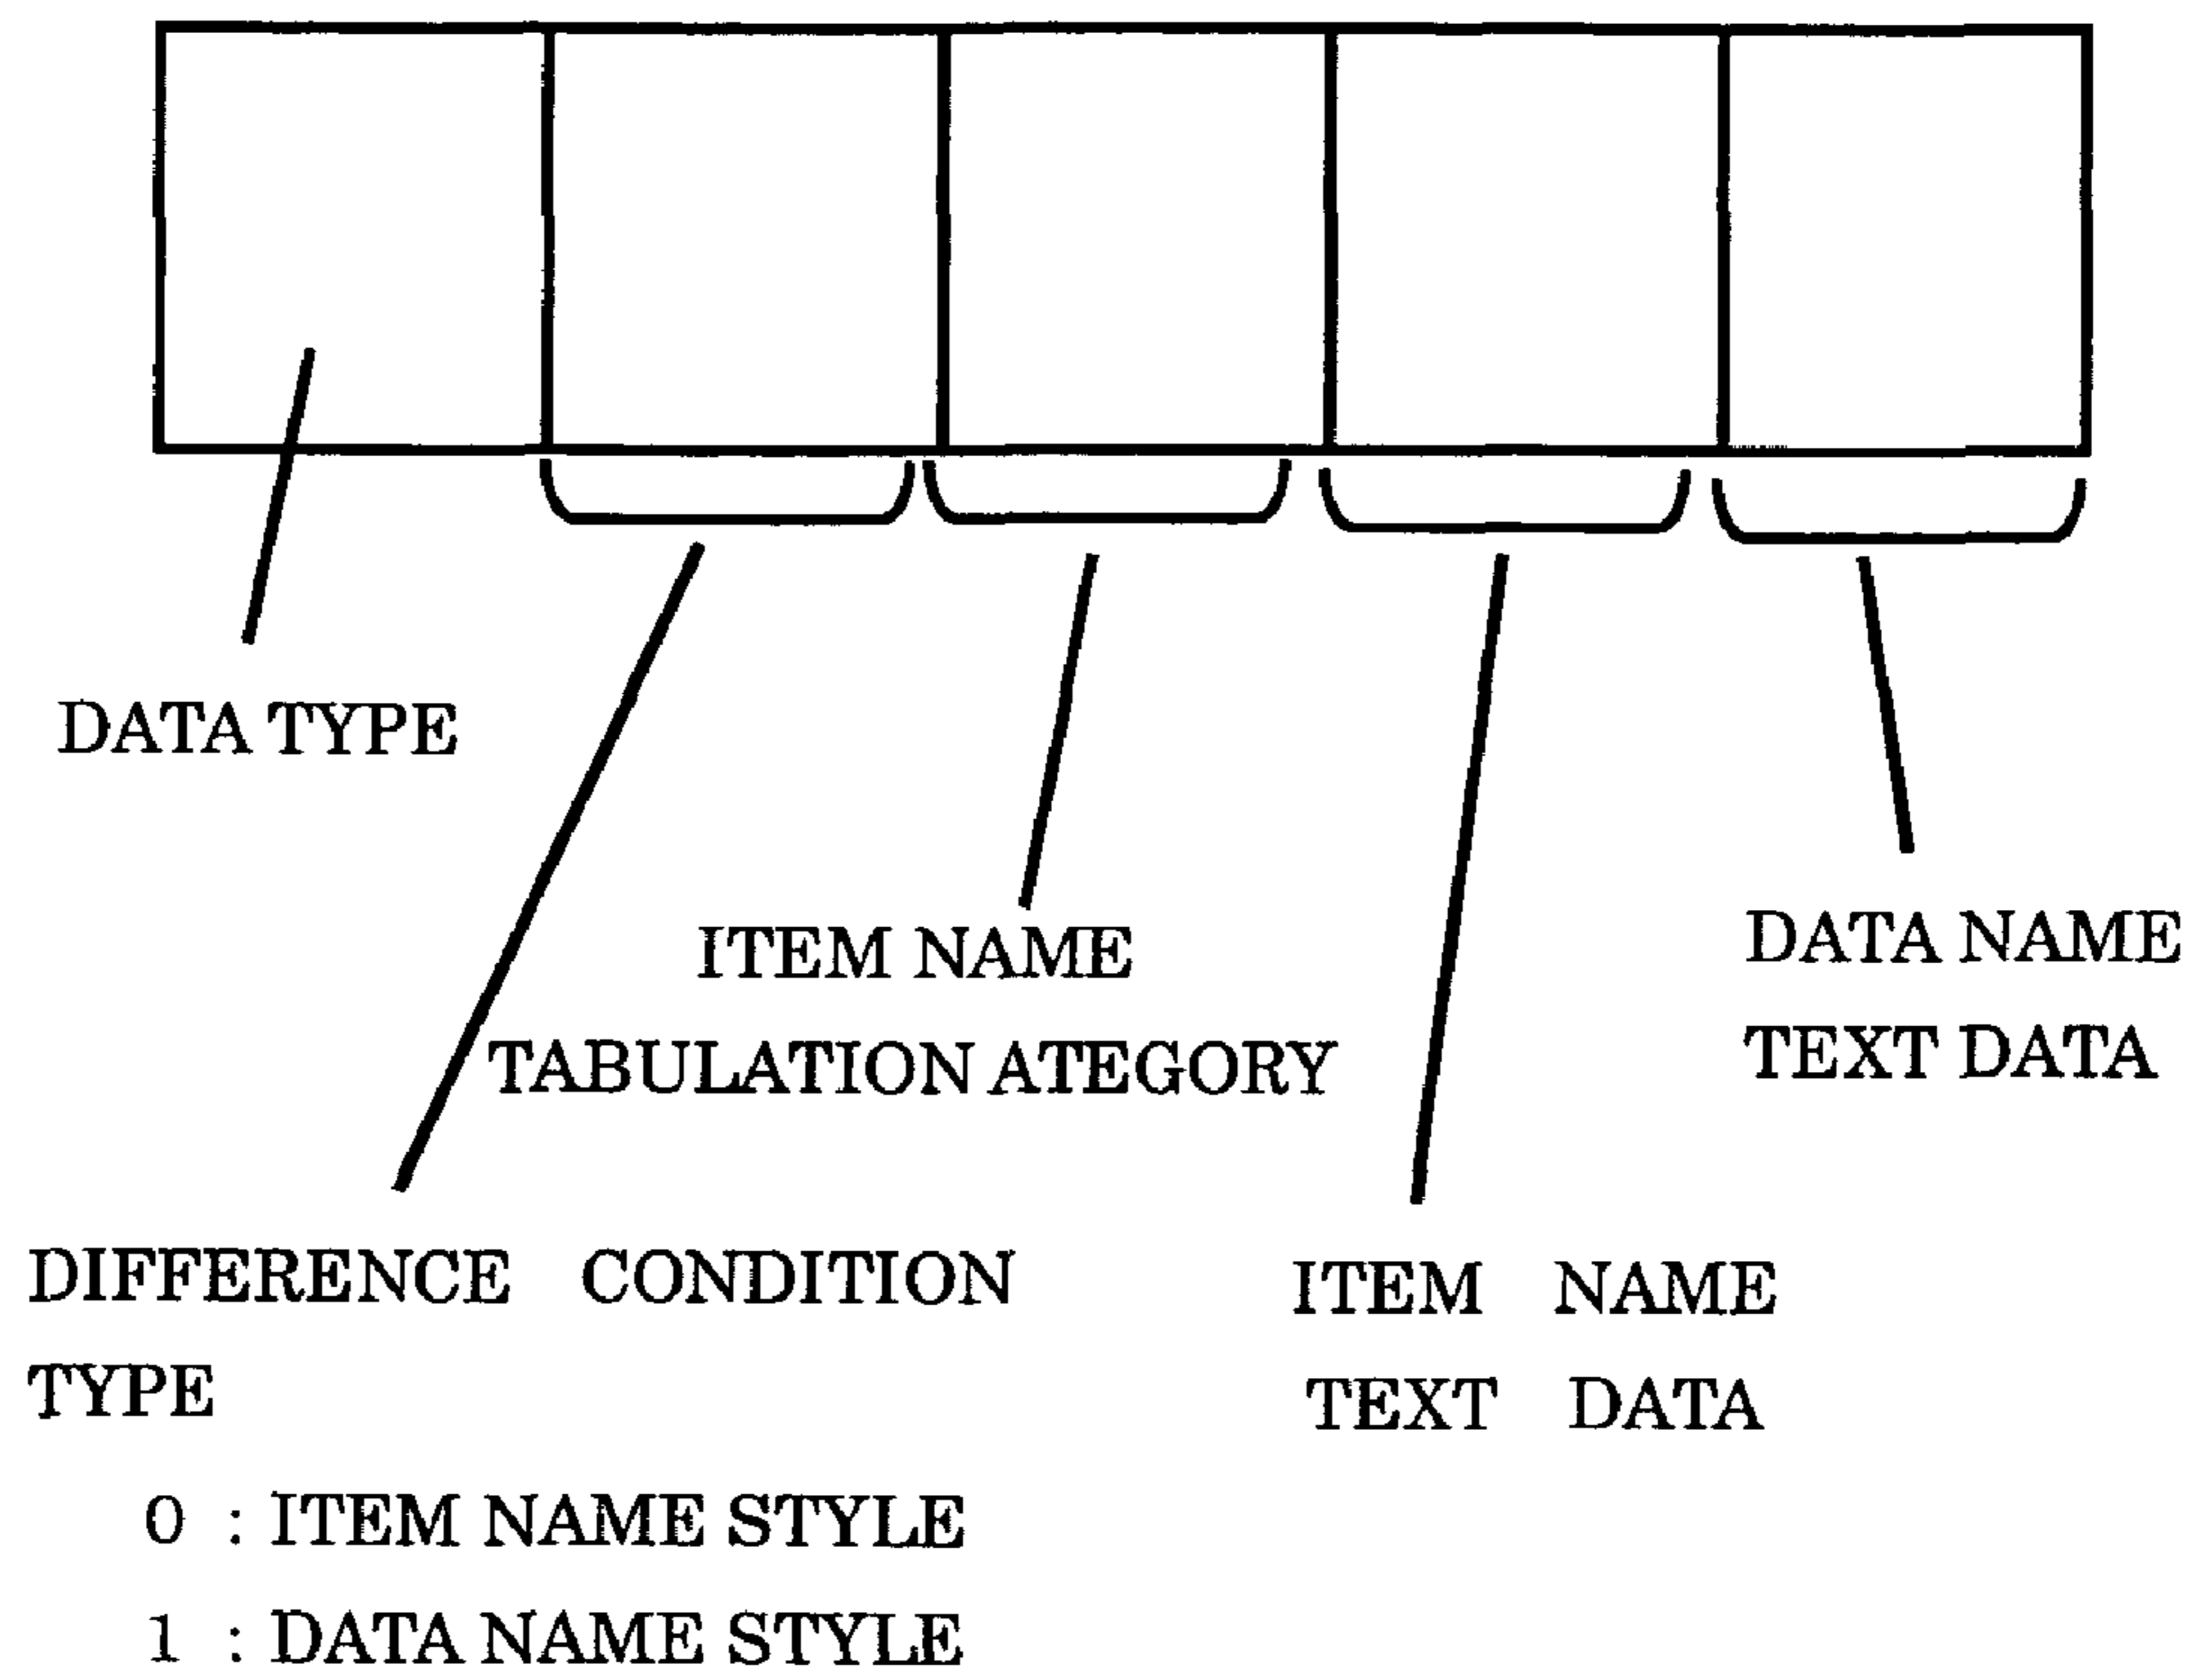 DATA TYPE
ITEM NAME
TABULATION ATEGORY
DATA NAME
TEXT DATA
DIFFERENCE CONDITION
TYPE
0 : ITEM NAME STYLE
1 : DATA NAME STYLE
ITEM NAME
TEXT DATA